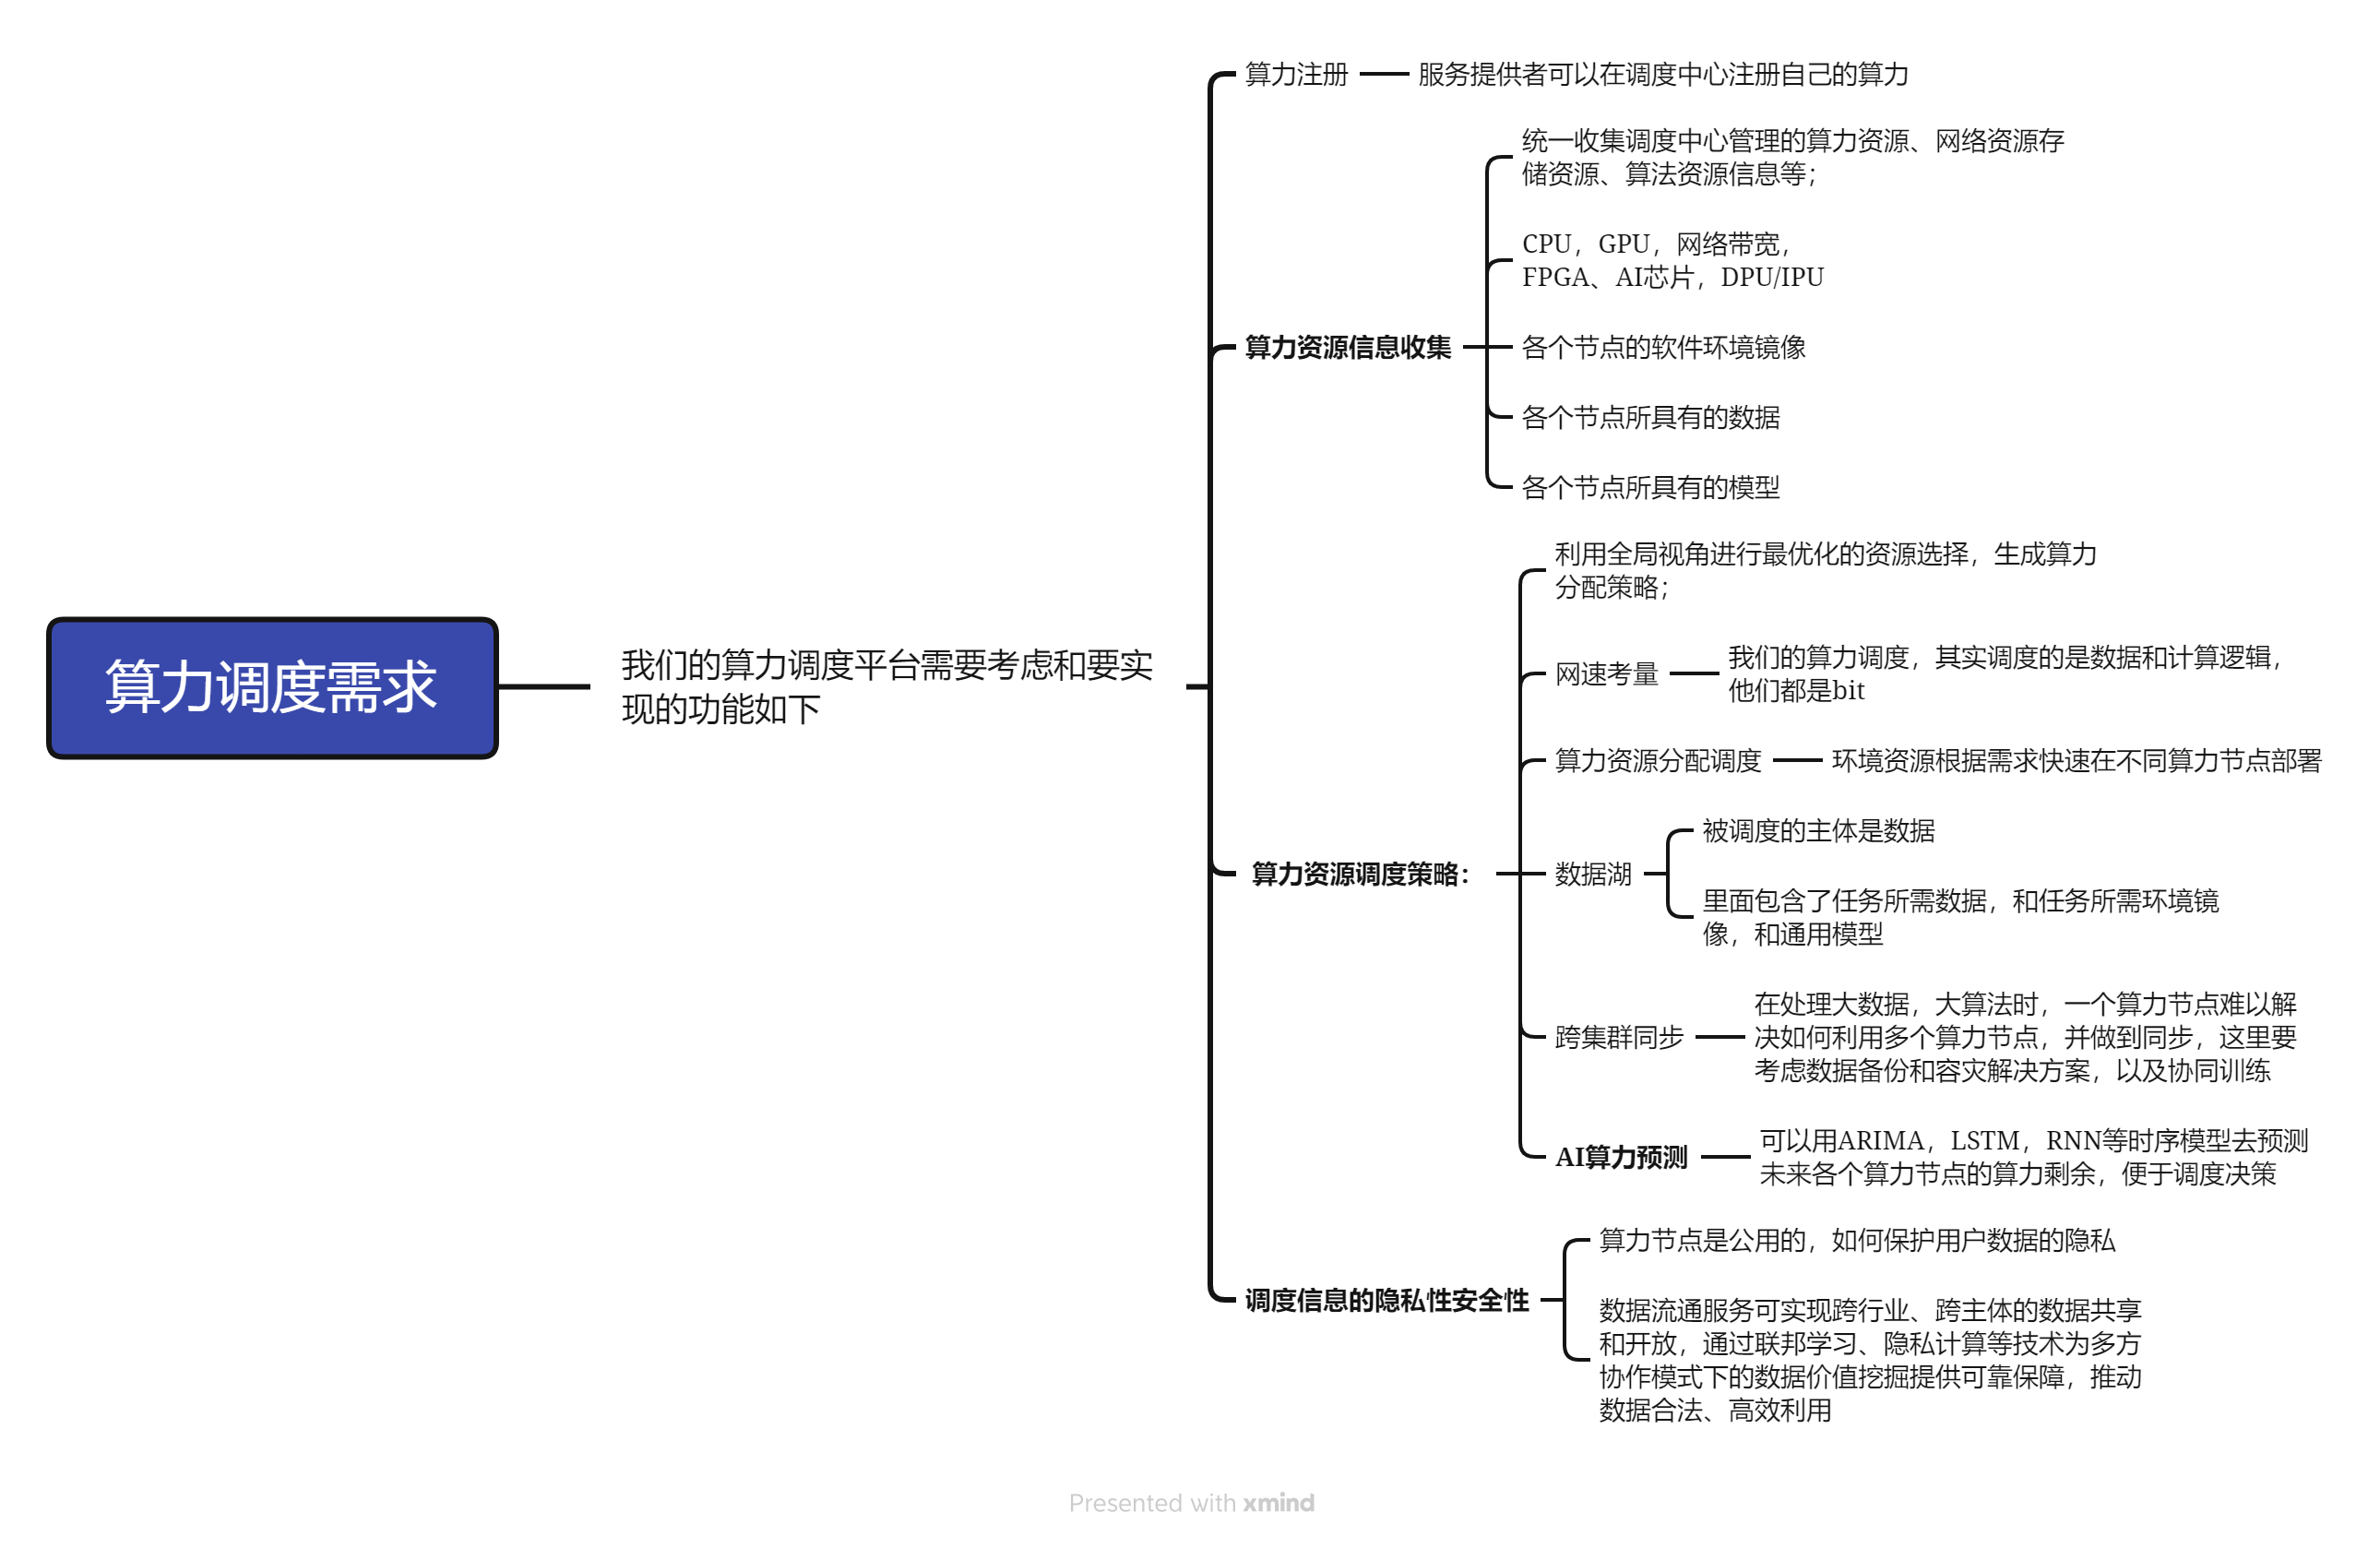 算力调度需求
我们的算力调度平台需要考虑和要实
现的功能如下
算力注册
服务提供者可以在调度中心注册自己的算力
算力资源信息收集
统一收集调度中心管理的算力资源、网络资源存
储资源、算法资源信息等；
CPU，GPU，网络带宽，
FPGA、AI芯片，DPU/IPU
各个节点的软件环境镜像
各个节点所具有的数据
各个节点所具有的模型
算力资源调度策略：
利用全局视角进行最优化的资源选择，生成算力
分配策略；
网速考量
我们的算力调度，其实调度的是数据和计算逻辑，
他们都是bit
算力资源分配调度
环境资源根据需求快速在不同算力节点部署
数据湖
被调度的主体是数据
里面包含了任务所需数据，和任务所需环境镜
像，和通用模型
跨集群同步
在处理大数据，大算法时，一个算力节点难以解
决如何利用多个算力节点，并做到同步，这里要
考虑数据备份和容灾解决方案，以及协同训练
AI算力预测
可以用ARIMA，LSTM，RNN等时序模型去预测
未来各个算力节点的算力剩余，便于调度决策
调度信息的隐私性安全性
算力节点是公用的，如何保护用户数据的隐私
数据流通服务可实现跨行业、跨主体的数据共享
和开放，通过联邦学习、隐私计算等技术为多方
协作模式下的数据价值挖掘提供可靠保障，推动
数据合法、高效利用
Presented with xmind